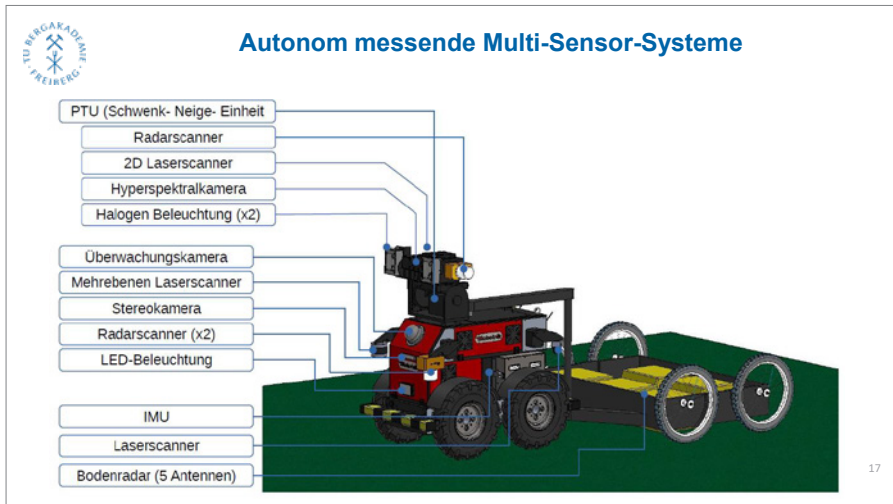 TU BERGAKADEMIE
FREIBERG
Autonom messende Multi-Sensor-Systeme
PTU (Schwenk- Neige- Einheit
Radarscanner
2D Laserscanner
Hyperspektralkamera
Halogen Beleuchtung (x2)
Überwachungskamera
Mehrebenen Laserscanner
Stereokamera
Radarscanner (x2)
LED-Beleuchtung
IMU
Laserscanner
Bodenradar (5 Antennen)
17